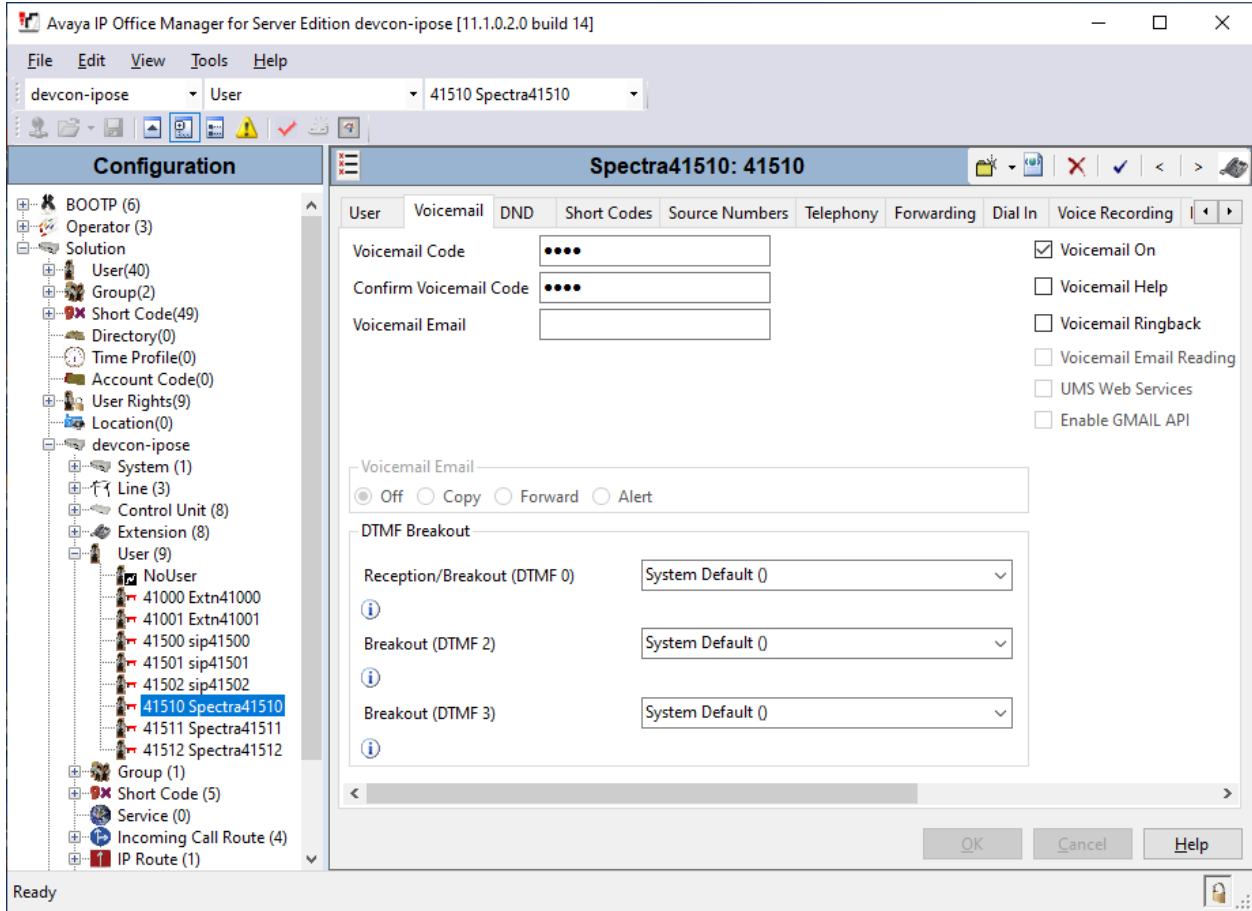 Avaya IP Office Manager for Server Edition devcon-ipose [11.1.0.2.0 build 14]
File Edit View Tools Help
devcon-ipose User 41510 Spectra41510
Configuration
BOOTP (6)
Operator (3)
Solution
User(40)
Group(2)
Short Code(49)
Directory(0)
Time Profile(0)
Account Code(0)
User Rights(9)
Location(0)
devcon-ipose
System (1)
Line (3)
Control Unit (8)
Extension (8)
User (9)
NoUser
41000 Extn41000
41001 Extn41001
41500 sip41500
41501 sip41501
41502 sip41502
41510 Spectra41510
41511 Spectra41511
41512 Spectra41512
Group (1)
Short Code (5)
Service (0)
Incoming Call Route (4)
IP Route (1)
Spectra41510: 41510
User Voicemail DND Short Codes Source Numbers Telephony Forwarding Dial In Voice Recording
Voicemail Code ●●●●
Confirm Voicemail Code ●●●●
Voicemail Email
Voicemail On
Voicemail Help
Voicemail Ringback
Voicemail Email Reading
UMS Web Services
Enable GMAIL API
Voicemail Email
Off Copy Forward Alert
DTMF Breakout
Reception/Breakout (DTMF 0) System Default ()
Breakout (DTMF 2) System Default ()
Breakout (DTMF 3) System Default ()
OK Cancel Help
Ready